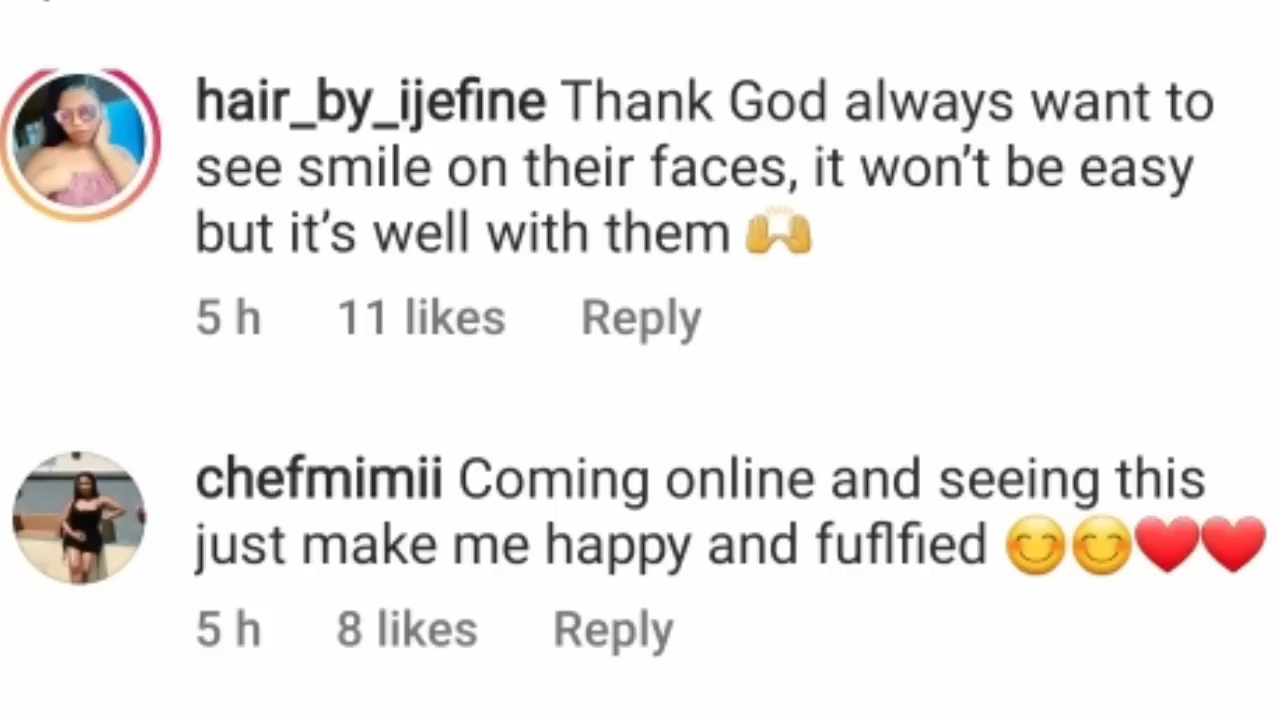 hair_by_ijefine Thank God always want to
see smile on their faces, it won’t be easy
but it’s well with them 🙌
5 h 11 likes Reply
chefmimii Coming online and seeing this
just make me happy and fuflfied 😊😊❤️❤️
5 h 8 likes Reply